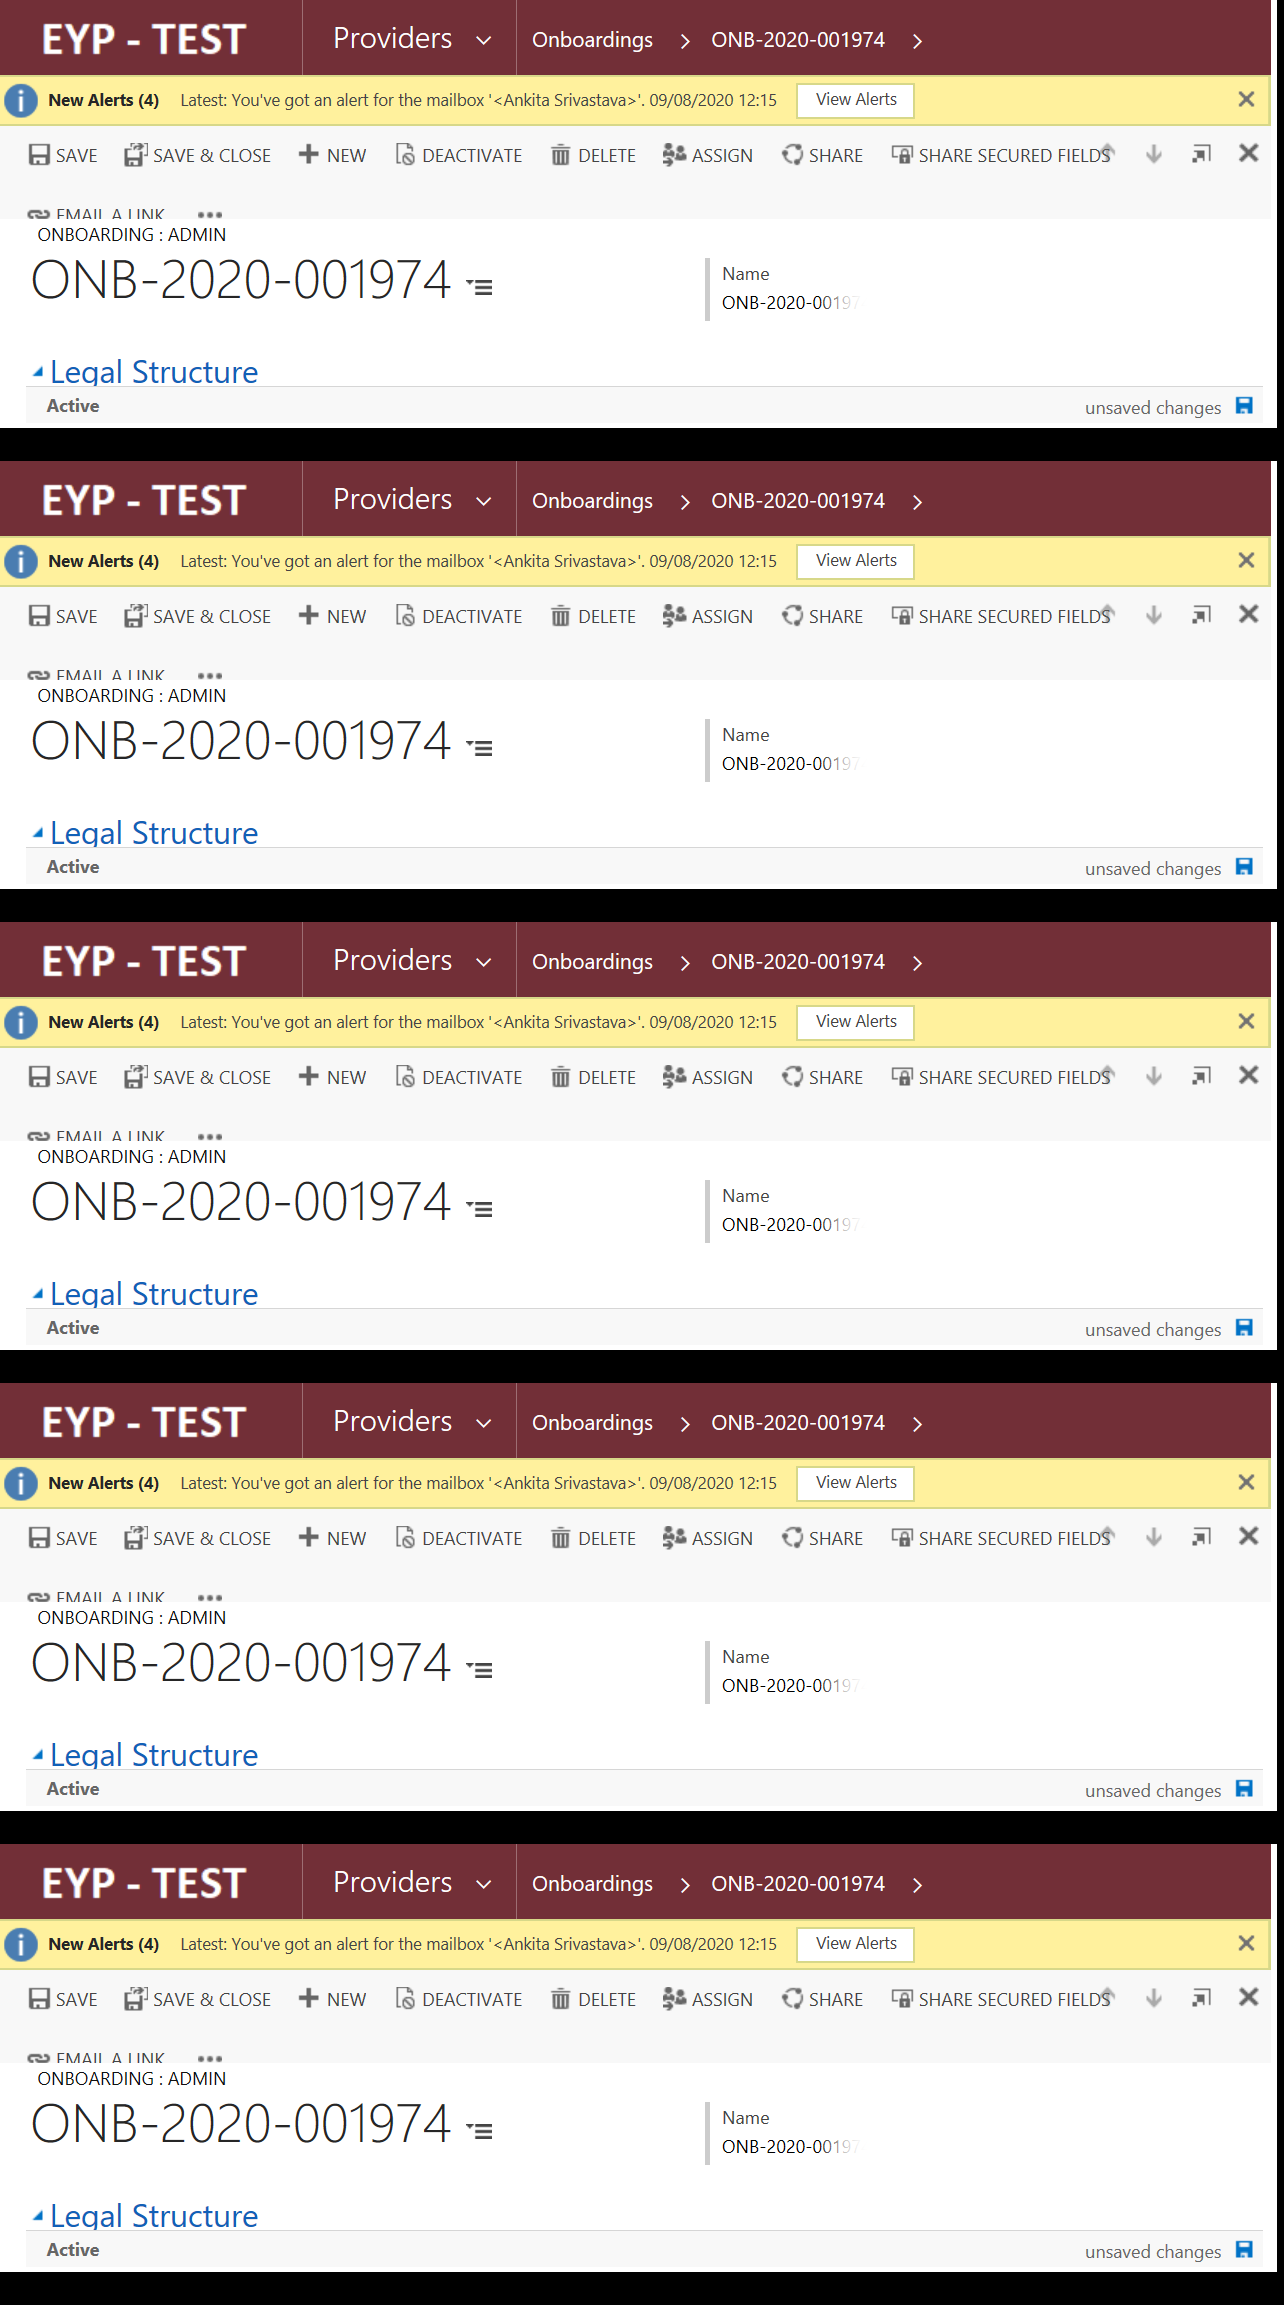 EYP - TEST Providers Onboardings ONB-2020-001974
New Alerts (4) Latest: You've got an alert for the mailbox '<Ankita Srivastava>'. 09/08/2020 12:15 View Alerts
SAVE SAVE & CLOSE NEW DEACTIVATE DELETE ASSIGN SHARE SHARE SECURED FIELDS
EMAIL A LINK
ONBOARDING : ADMIN
ONB-2020-001974
Name
ONB-2020-00197
Legal Structure
Active unsaved changes
EYP - TEST Providers Onboardings ONB-2020-001974
New Alerts (4) Latest: You've got an alert for the mailbox '<Ankita Srivastava>'. 09/08/2020 12:15 View Alerts
SAVE SAVE & CLOSE NEW DEACTIVATE DELETE ASSIGN SHARE SHARE SECURED FIELDS
EMAIL A LINK
ONBOARDING : ADMIN
ONB-2020-001974
Name
ONB-2020-00197
Legal Structure
Active unsaved changes
EYP - TEST Providers Onboardings ONB-2020-001974
New Alerts (4) Latest: You've got an alert for the mailbox '<Ankita Srivastava>'. 09/08/2020 12:15 View Alerts
SAVE SAVE & CLOSE NEW DEACTIVATE DELETE ASSIGN SHARE SHARE SECURED FIELDS
EMAIL A LINK
ONBOARDING : ADMIN
ONB-2020-001974
Name
ONB-2020-00197
Legal Structure
Active unsaved changes
EYP - TEST Providers Onboardings ONB-2020-001974
New Alerts (4) Latest: You've got an alert for the mailbox '<Ankita Srivastava>'. 09/08/2020 12:15 View Alerts
SAVE SAVE & CLOSE NEW DEACTIVATE DELETE ASSIGN SHARE SHARE SECURED FIELDS
EMAIL A LINK
ONBOARDING : ADMIN
ONB-2020-001974
Name
ONB-2020-00197
Legal Structure
Active unsaved changes
EYP - TEST Providers Onboardings ONB-2020-001974
New Alerts (4) Latest: You've got an alert for the mailbox '<Ankita Srivastava>'. 09/08/2020 12:15 View Alerts
SAVE SAVE & CLOSE NEW DEACTIVATE DELETE ASSIGN SHARE SHARE SECURED FIELDS
EMAIL A LINK
ONBOARDING : ADMIN
ONB-2020-001974
Name
ONB-2020-00197
Legal Structure
Active unsaved changes